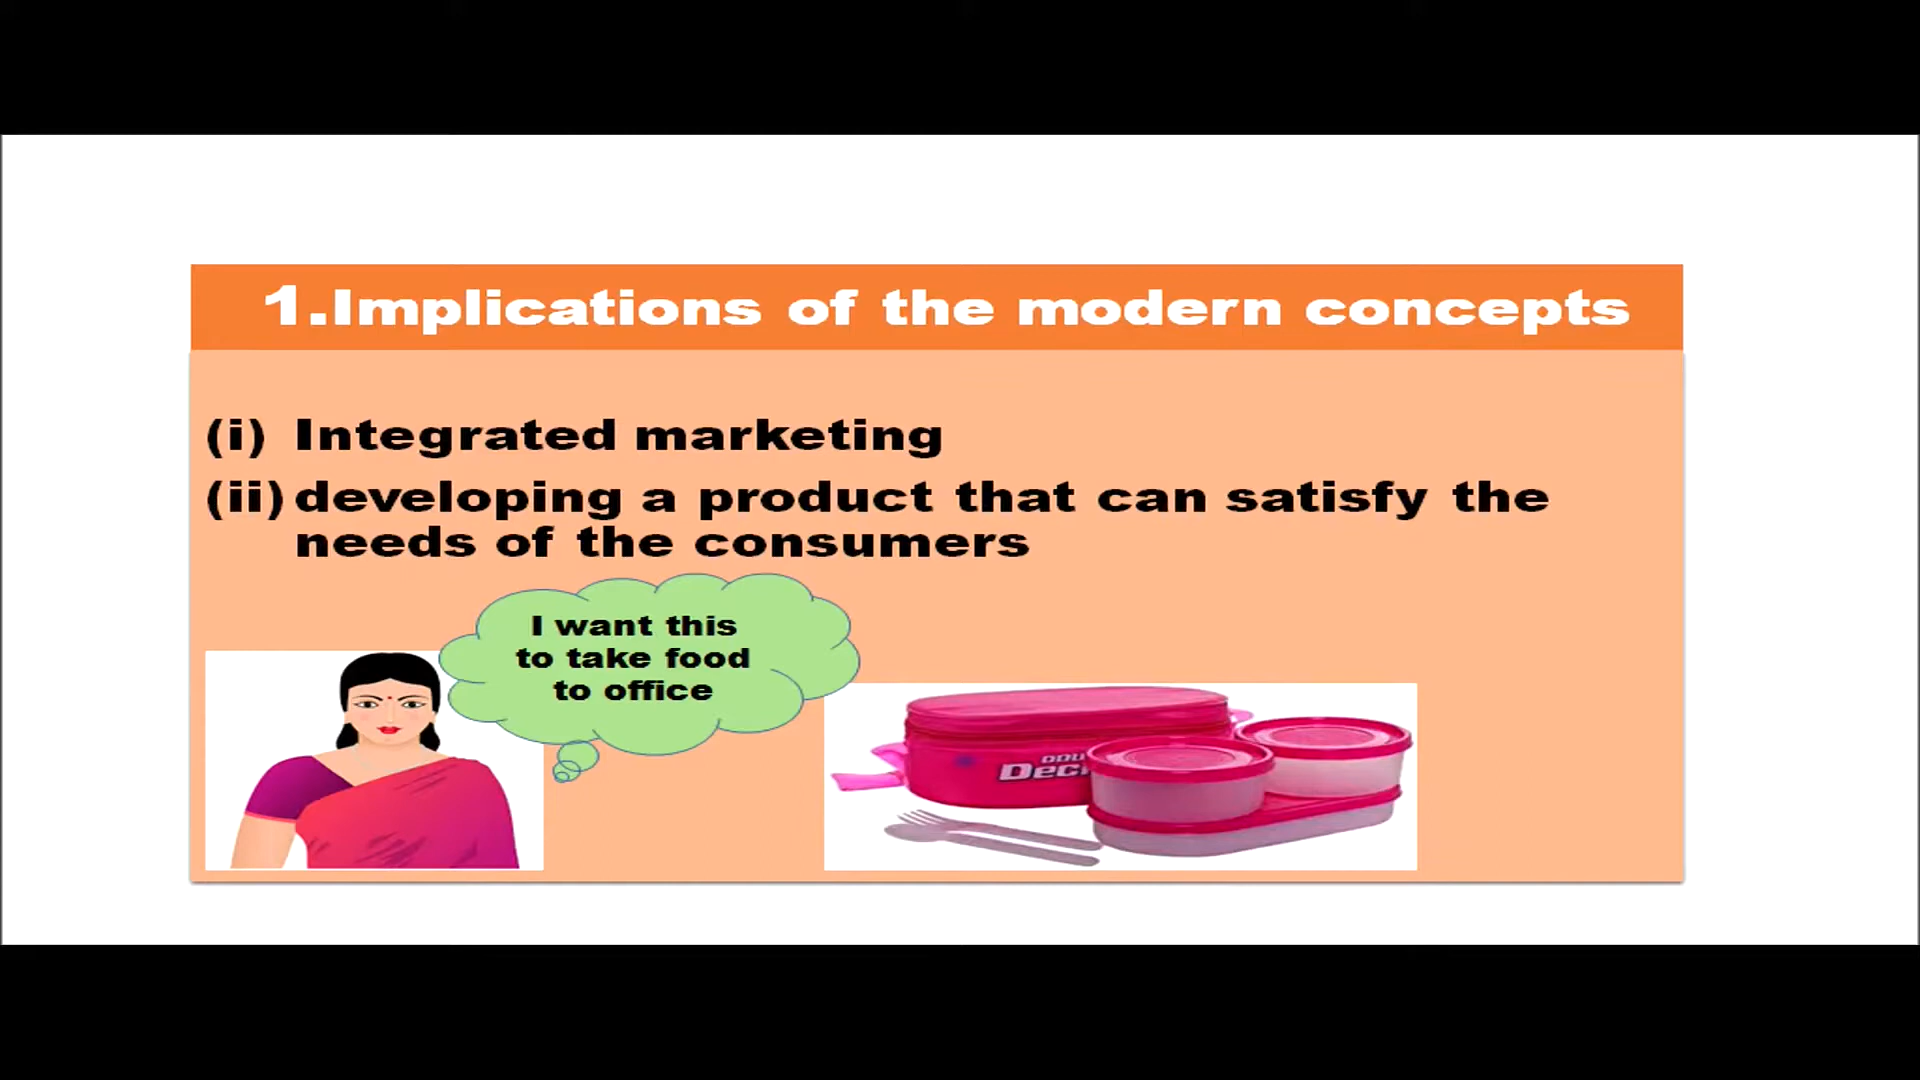 1.Implications of the modern concepts
(i) Integrated marketing
(ii) developing a product that can satisfy the
needs of the consumers
I want this
to take food
to office